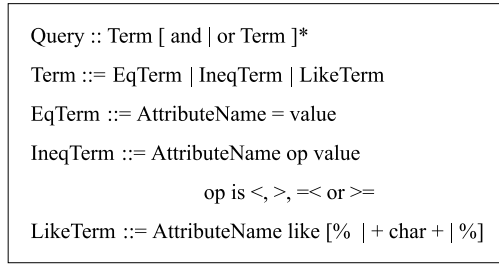 Query :: Term [ and | or Term ]*
Term ::= EqTerm | IneqTerm | LikeTerm
EqTerm ::= AttributeName = value
IneqTerm ::= AttributeName op value
op is <, >, =< or >=
LikeTerm ::= AttributeName like [% | + char + | %]